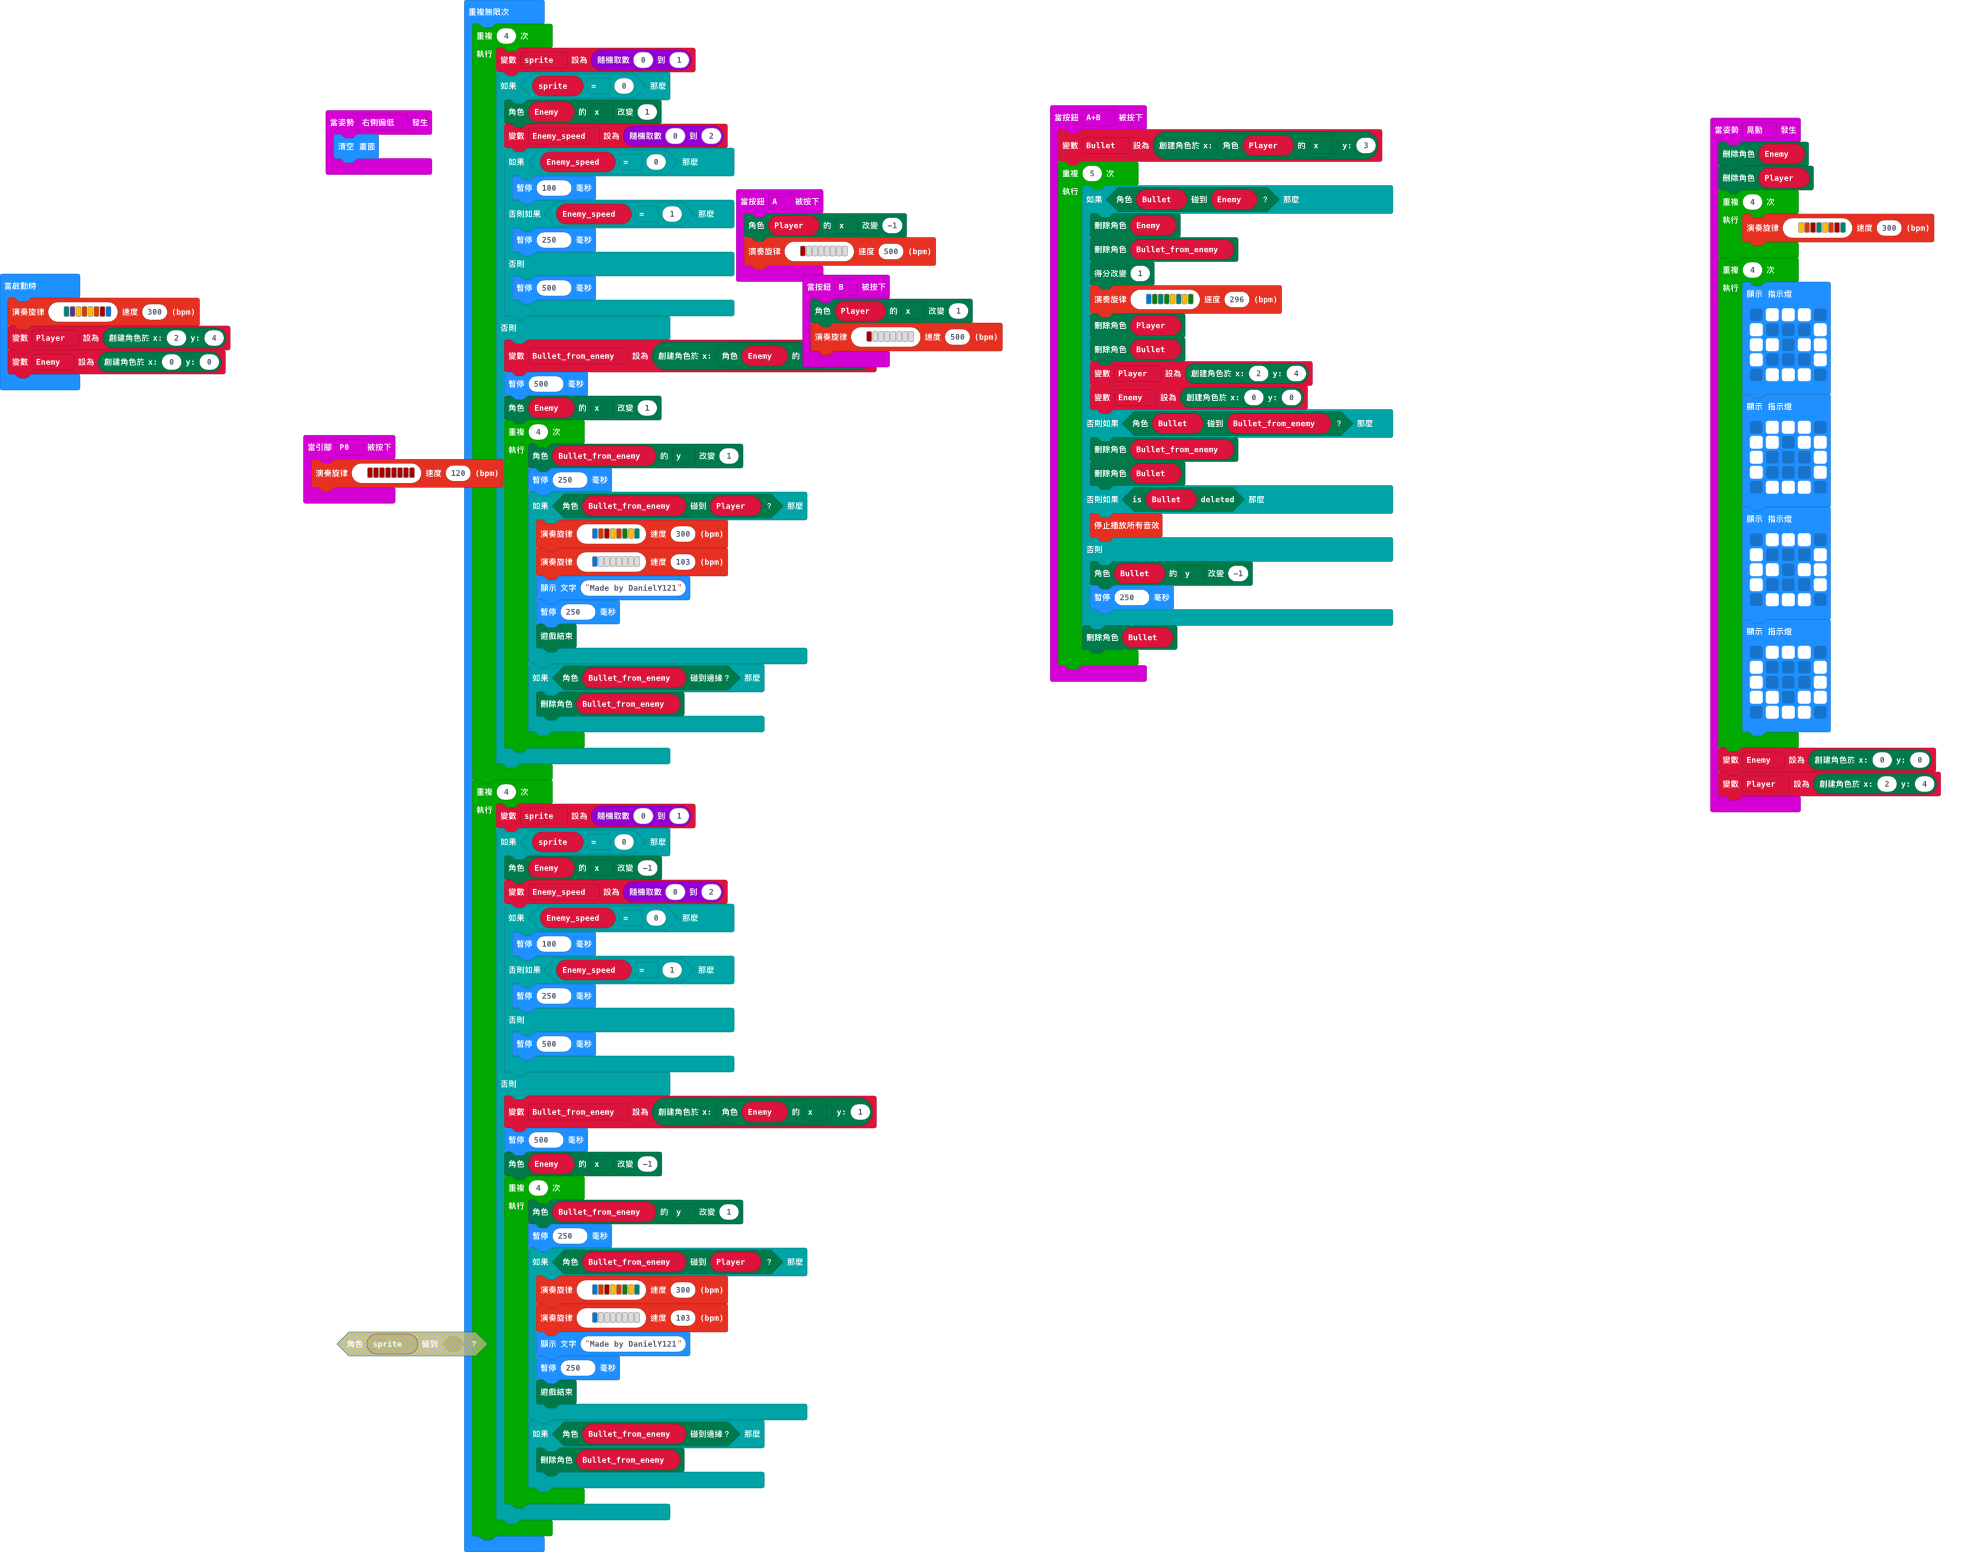 當啟動時
演奏旋律 速度 300 (bpm)
變數 Player 設為 創建角色於 x: 2 y: 4
變數 Enemy 設為 創建角色於 x: 0 y: 0
當姿勢 右側偏低 發生
清空 畫面
當引腳 P0 被按下
演奏旋律 速度 120 (bpm)
角色 sprite 碰到 ?
重複無限次
重複 4 次
執行
變數 sprite 設為 隨機取數 0 到 1
如果 sprite = 0 那麼
角色 Enemy 的 x 改變 1
變數 Enemy_speed 設為 隨機取數 0 到 2
如果 Enemy_speed = 0 那麼
暫停 100 毫秒
否則如果 Enemy_speed = 1 那麼
暫停 250 毫秒
否則
暫停 500 毫秒
否則
變數 Bullet_from_enemy 設為 創建角色於 x: 角色 Enemy 的
暫停 500 毫秒
角色 Enemy 的 x 改變 1
重複 4 次
執行
角色 Bullet_from_enemy 的 y 改變 1
暫停 250 毫秒
如果 角色 Bullet_from_enemy 碰到 Player ? 那麼
演奏旋律 速度 300 (bpm)
演奏旋律 速度 103 (bpm)
顯示 文字 "Made by DanielY121"
暫停 250 毫秒
遊戲結束
如果 角色 Bullet_from_enemy 碰到邊緣? 那麼
刪除角色 Bullet_from_enemy
重複 4 次
執行
變數 sprite 設為 隨機取數 0 到 1
如果 sprite = 0 那麼
角色 Enemy 的 x 改變 -1
變數 Enemy_speed 設為 隨機取數 0 到 2
如果 Enemy_speed = 0 那麼
暫停 100 毫秒
否則如果 Enemy_speed = 1 那麼
暫停 250 毫秒
否則
暫停 500 毫秒
否則
變數 Bullet_from_enemy 設為 創建角色於 x: 角色 Enemy 的 x y: 1
暫停 500 毫秒
角色 Enemy 的 x 改變 -1
重複 4 次
執行
角色 Bullet_from_enemy 的 y 改變 1
暫停 250 毫秒
如果 角色 Bullet_from_enemy 碰到 Player ? 那麼
演奏旋律 速度 300 (bpm)
演奏旋律 速度 103 (bpm)
顯示 文字 "Made by DanielY121"
暫停 250 毫秒
遊戲結束
如果 角色 Bullet_from_enemy 碰到邊緣? 那麼
刪除角色 Bullet_from_enemy
當按鈕 A 被按下
角色 Player 的 x 改變 -1
演奏旋律 速度 500 (bpm)
當按鈕 B 被按下
角色 Player 的 x 改變 1
演奏旋律 速度 500 (bpm)
當按鈕 A+B 被按下
變數 Bullet 設為 創建角色於 x: 角色 Player 的 x y: 3
重複 5 次
執行
如果 角色 Bullet 碰到 Enemy ? 那麼
刪除角色 Enemy
刪除角色 Bullet_from_enemy
得分改變 1
演奏旋律 速度 296 (bpm)
刪除角色 Player
刪除角色 Bullet
變數 Player 設為 創建角色於 x: 2 y: 4
變數 Enemy 設為 創建角色於 x: 0 y: 0
否則如果 角色 Bullet 碰到 Bullet_from_enemy ? 那麼
刪除角色 Bullet_from_enemy
刪除角色 Bullet
否則如果 is Bullet deleted 那麼
停止播放所有音效
否則
角色 Bullet 的 y 改變 -1
暫停 250 毫秒
刪除角色 Bullet
當姿勢 晃動 發生
刪除角色 Enemy
刪除角色 Player
重複 4 次
執行
演奏旋律 速度 300 (bpm)
重複 4 次
執行
顯示 指示燈
顯示 指示燈
顯示 指示燈
顯示 指示燈
變數 Enemy 設為 創建角色於 x: 0 y: 0
變數 Player 設為 創建角色於 x: 2 y: 4